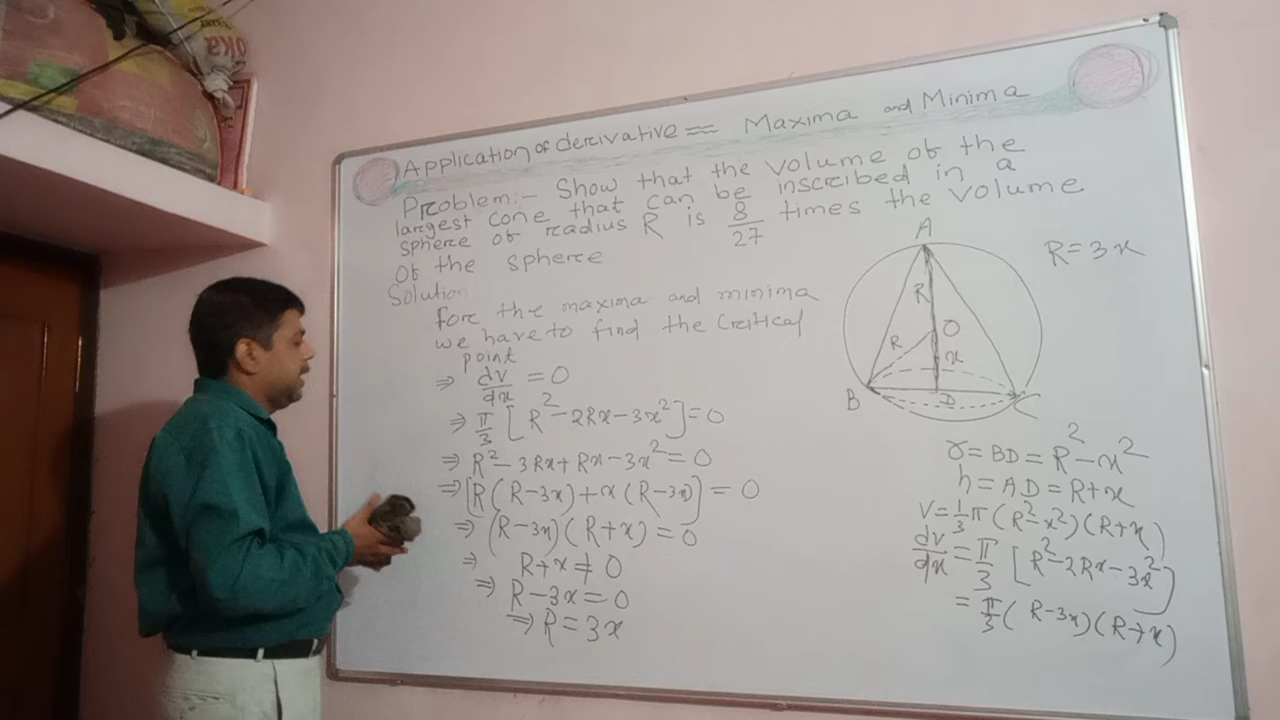 Application of derivative == Maxima and Minima
Problem:- Show that the volume of the
largest cone that can be inscribed in a
sphere of radius R is 8/27 times the volume
of the sphere
Solution
fore the maxima and minima
we have to find the critical
point
⇒ dv/dx = 0
⇒ π/3 [R² - 2Rx - 3x²] = 0
⇒ R² - 3Rx + Rx - 3x² = 0
⇒ [R(R-3x) + x(R-3x)] = 0
⇒ (R-3x)(R+x) = 0
⇒ R+x ≠ 0
⇒ R-3x = 0
⇒ R = 3x
R = 3x
A
R
O
R
x
B
D
C
r = BD = R² - x²
h = AD = R+x
V = 1/3 π (R² - x²)(R+x)
dv/dx = π/3 [R² - 2Rx - 3x²]
= π/3 (R-3x)(R+x)